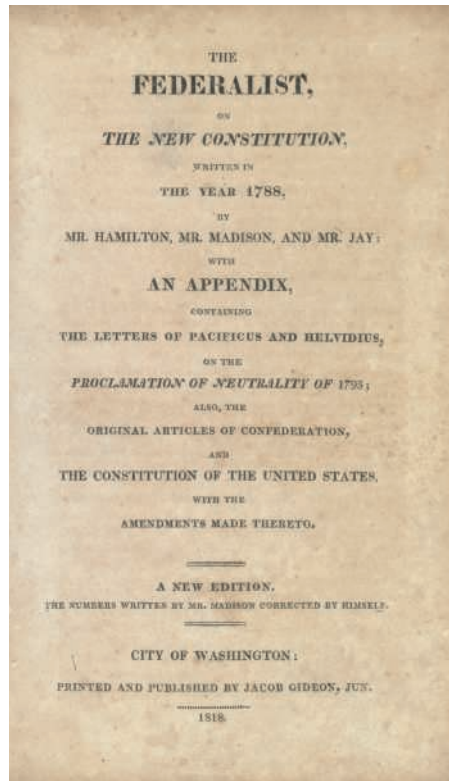 THE
FEDERALIST,
ON
THE NEW CONSTITUTION,
WRITTEN IN
THE YEAR 1788,
BY
MR. HAMILTON, MR. MADISON, AND MR. JAY:
WITH
AN APPENDIX,
CONTAINING
THE LETTERS OF PACIFICUS AND HELVIDIUS,
ON THE
PROCLAMATION OF NEUTRALITY OF 1793;
ALSO, THE
ORIGINAL ARTICLES OF CONFEDERATION,
AND
THE CONSTITUTION OF THE UNITED STATES,
WITH THE
AMENDMENTS MADE THERETO.
A NEW EDITION.
THE NUMBERS WRITTEN BY MR. MADISON CORRECTED BY HIMSELF.
CITY OF WASHINGTON:
PRINTED AND PUBLISHED BY JACOB GIDEON, JUN.
1818.